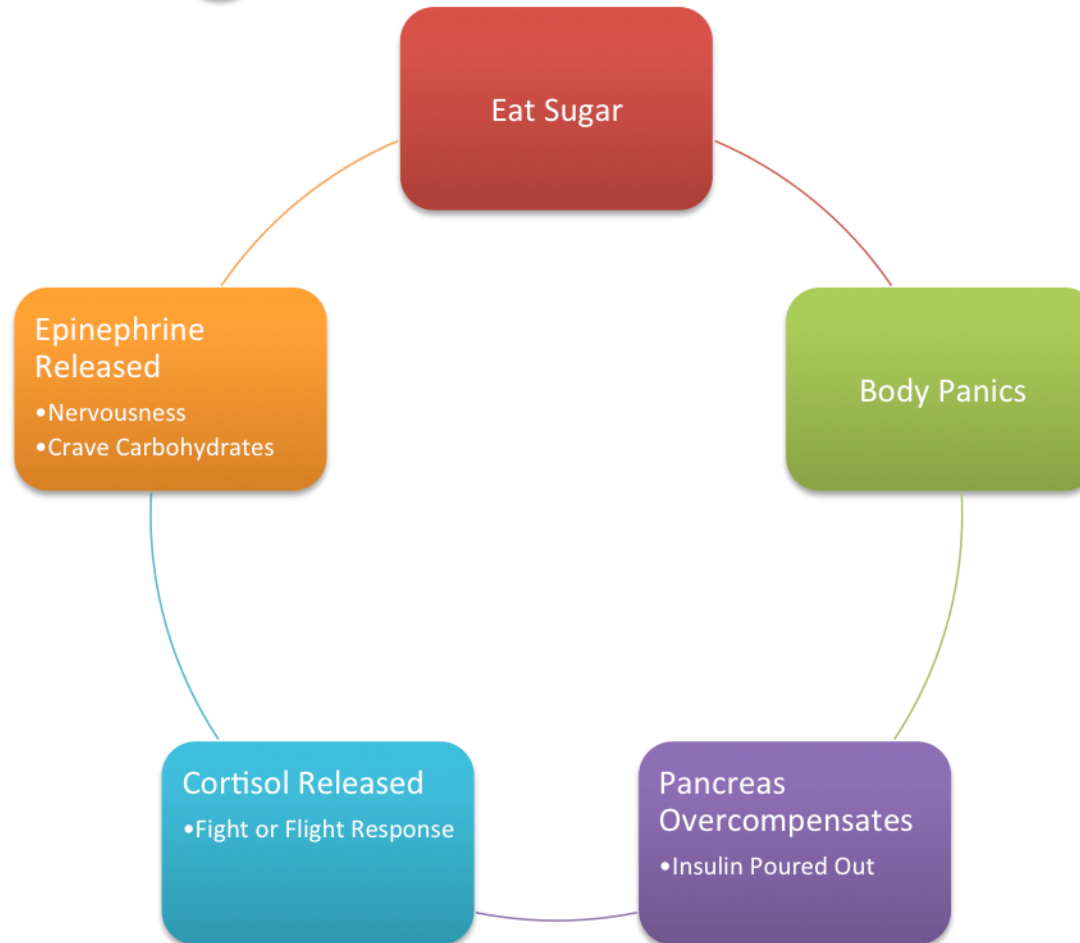 Eat Sugar
Body Panics
Pancreas
Overcompensates
•Insulin Poured Out
Cortisol Released
•Fight or Flight Response
Epinephrine
Released
•Nervousness
•Crave Carbohydrates